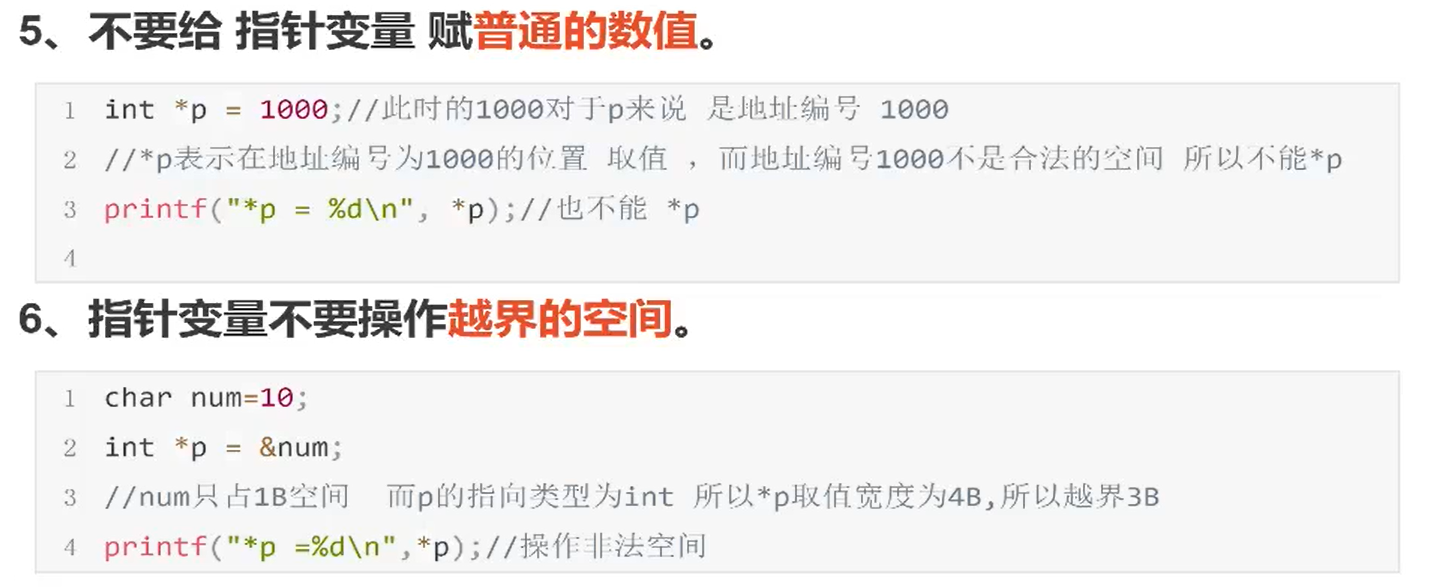 5、不要给 指针变量 赋普通的数值。
1 int *p = 1000;//此时的1000对于p来说 是地址编号 1000
2 //*p表示在地址编号为1000的位置 取值 ，而地址编号1000不是合法的空间 所以不能*p
3 printf("*p = %d\n", *p);//也不能 *p
4
6、指针变量不要操作越界的空间。
1 char num=10;
2 int *p = &num;
3 //num只占1B空间  而p的指向类型为int 所以*p取值宽度为4B,所以越界3B
4 printf("*p =%d\n",*p);//操作非法空间